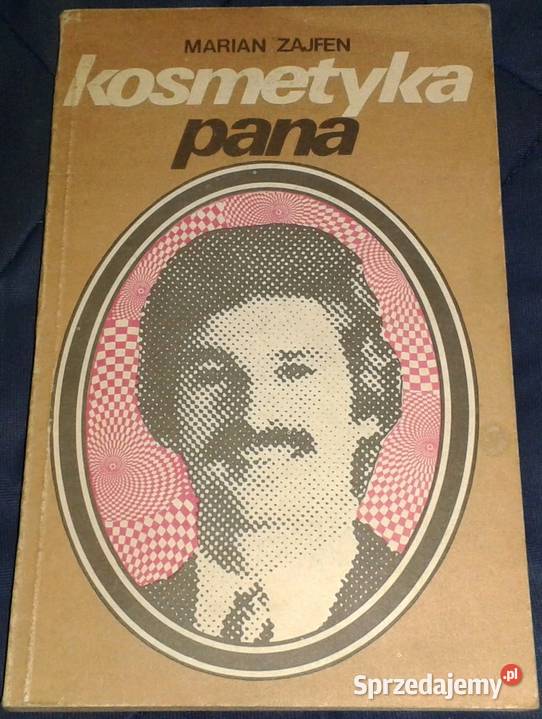 MARIAN ZAJFEN
kosmetyka
pana
Sprzedajemy.pl